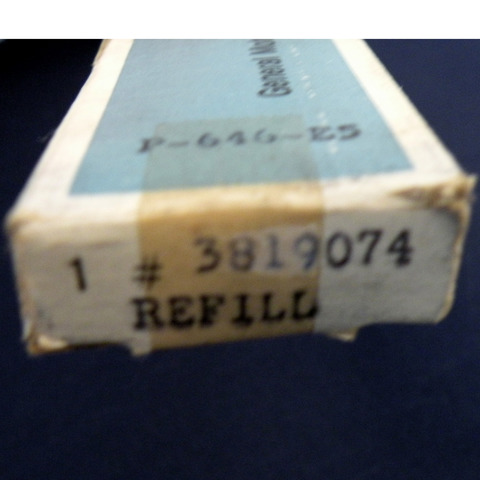 General Mo
P-646-E5
1 # 3819074
REFILL